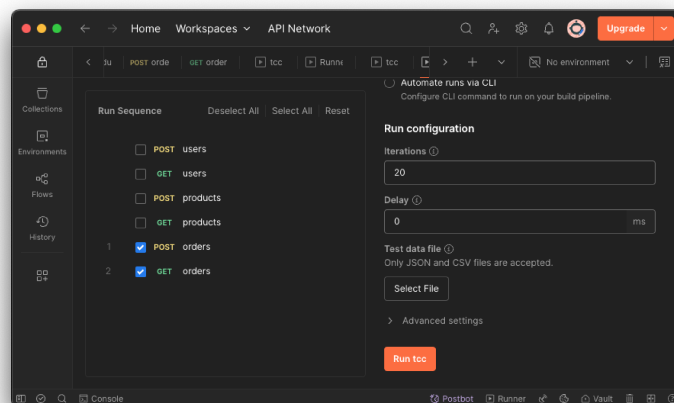 Home Workspaces API Network Upgrade
du POST orde GET order tcc Runne tcc No environment
Collections
Environments
Flows
History
Run Sequence Deselect All Select All Reset
POST users
GET users
POST products
GET products
1 POST orders
2 GET orders
Automate runs via CLI
Configure CLI command to run on your build pipeline.
Run configuration
Iterations
20
Delay
0 ms
Test data file
Only JSON and CSV files are accepted.
Select File
Advanced settings
Run tcc
Console Postbot Runner Vault